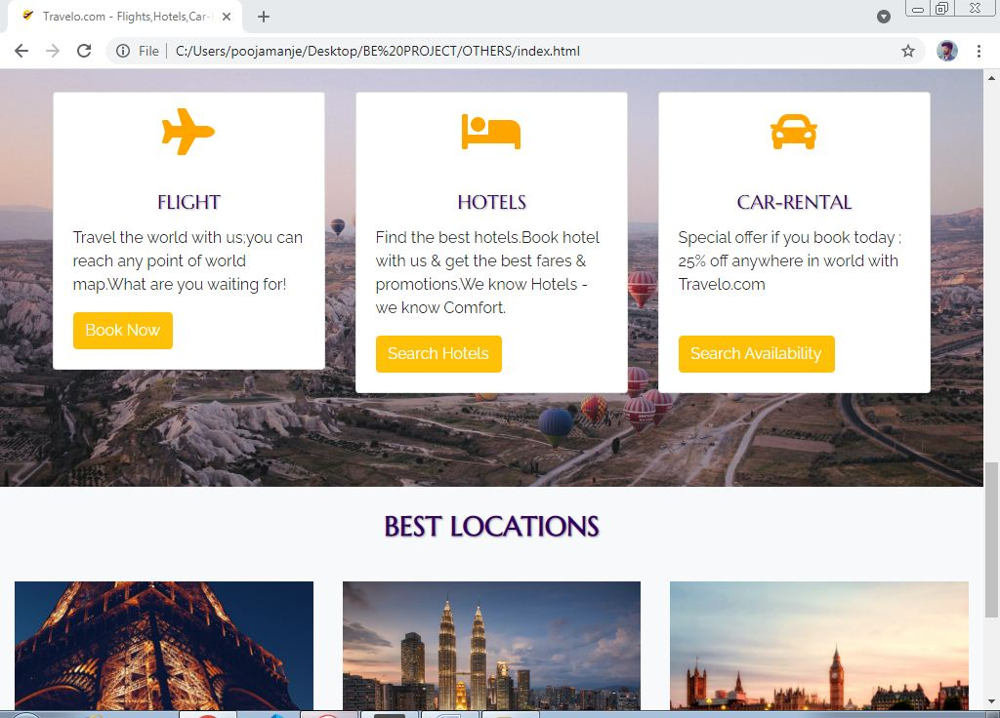 Travelo.com - Flights,Hotels,Car-
File
C:/Users/poojamanje/Desktop/BE%20PROJECT/OTHERS/index.html
FLIGHT
Travel the world with us;you can
reach any point of world
map.What are you waiting for!
Book Now
HOTELS
Find the best hotels.Book hotel
with us & get the best fares &
promotions.We know Hotels -
we know Comfort.
Search Hotels
CAR-RENTAL
Special offer if you book today ;
25% off anywhere in world with
Travelo.com
Search Availability
BEST LOCATIONS